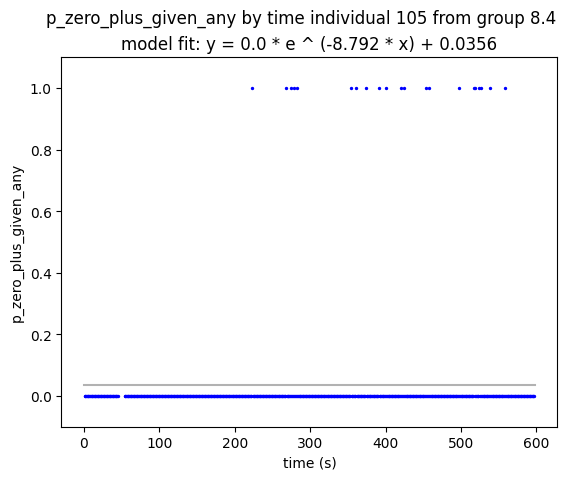 p_zero_plus_given_any by time individual 105 from group 8.4
model fit: y = 0.0 * e ^ (-8.792 * x) + 0.0356
1.0
0.8
0.6
0.4
0.2
0.0
p_zero_plus_given_any
0 100 200 300 400 500 600
time (s)